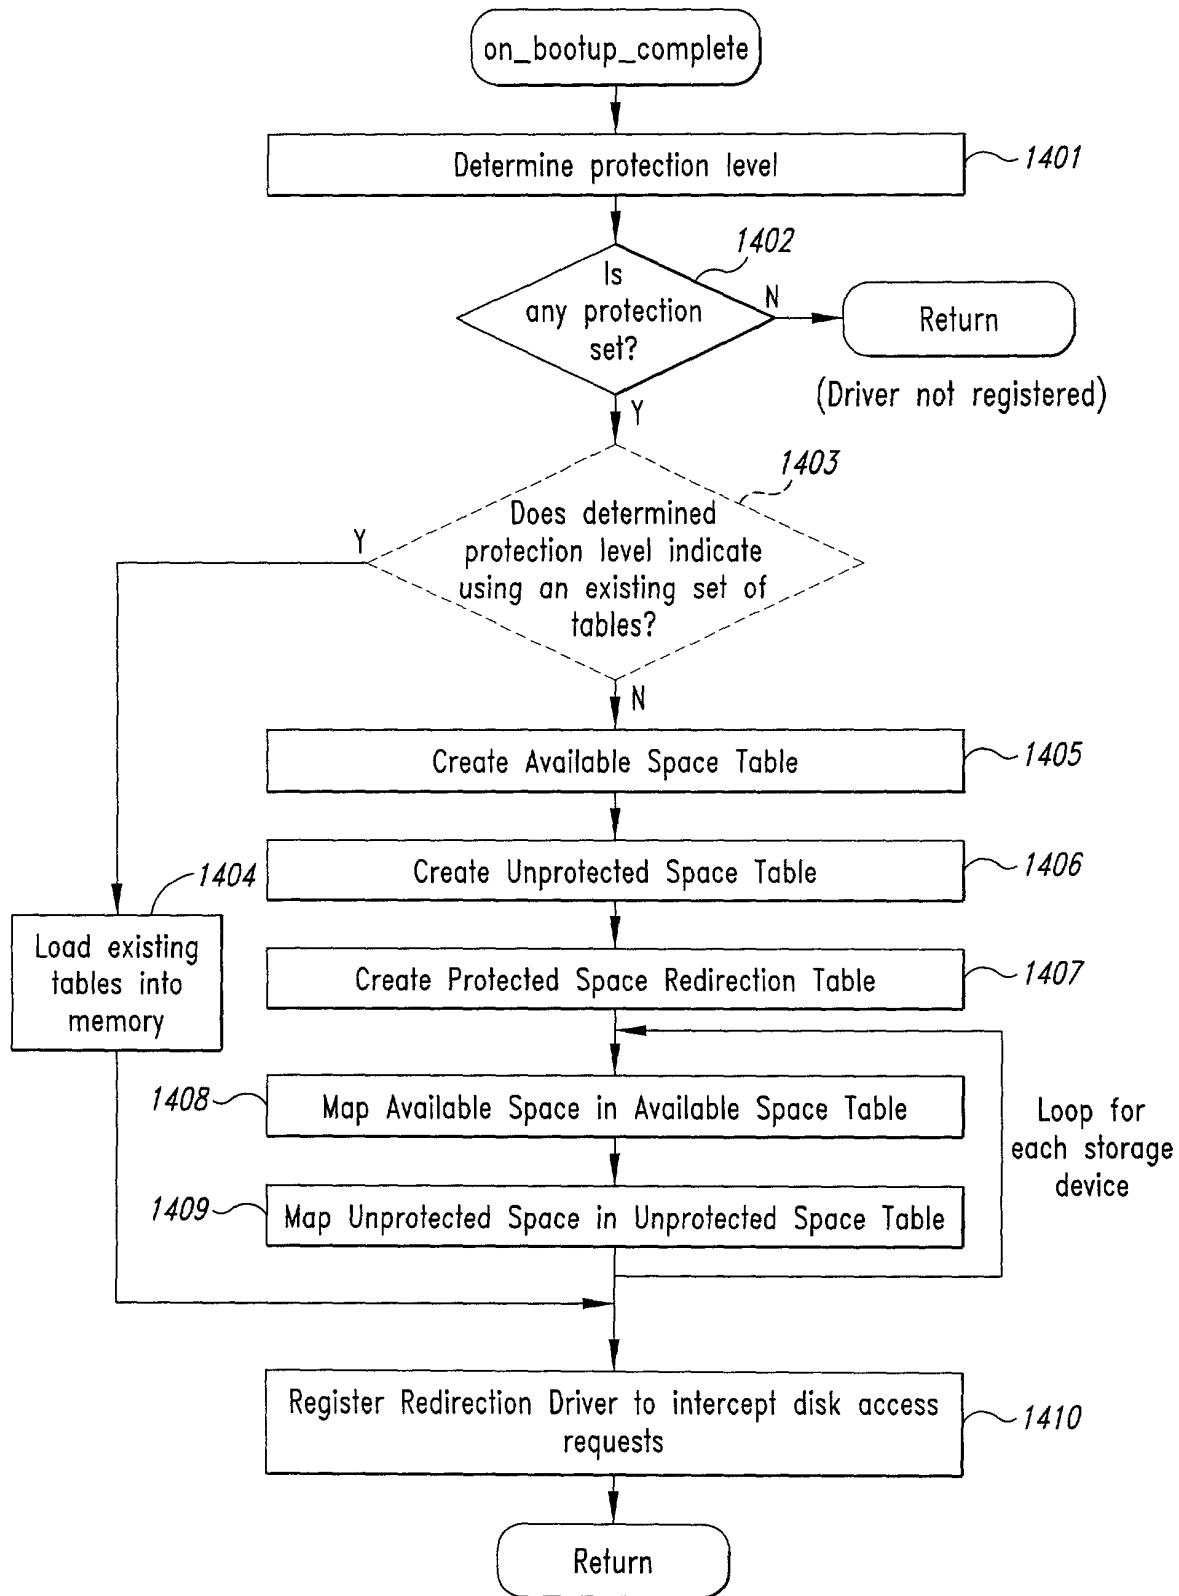 on_bootup_complete
Determine protection level
1401
1402
Is
any protection
set?
N
Return
(Driver not registered)
Y
1403
Does determined
protection level indicate
using an existing set of
tables?
Y
N
Create Available Space Table
1405
Create Unprotected Space Table
1406
1404
Load existing
tables into
memory
Create Protected Space Redirection Table
1407
1408
Map Available Space in Available Space Table
Loop for
each storage
device
1409
Map Unprotected Space in Unprotected Space Table
Register Redirection Driver to intercept disk access
requests
1410
Return